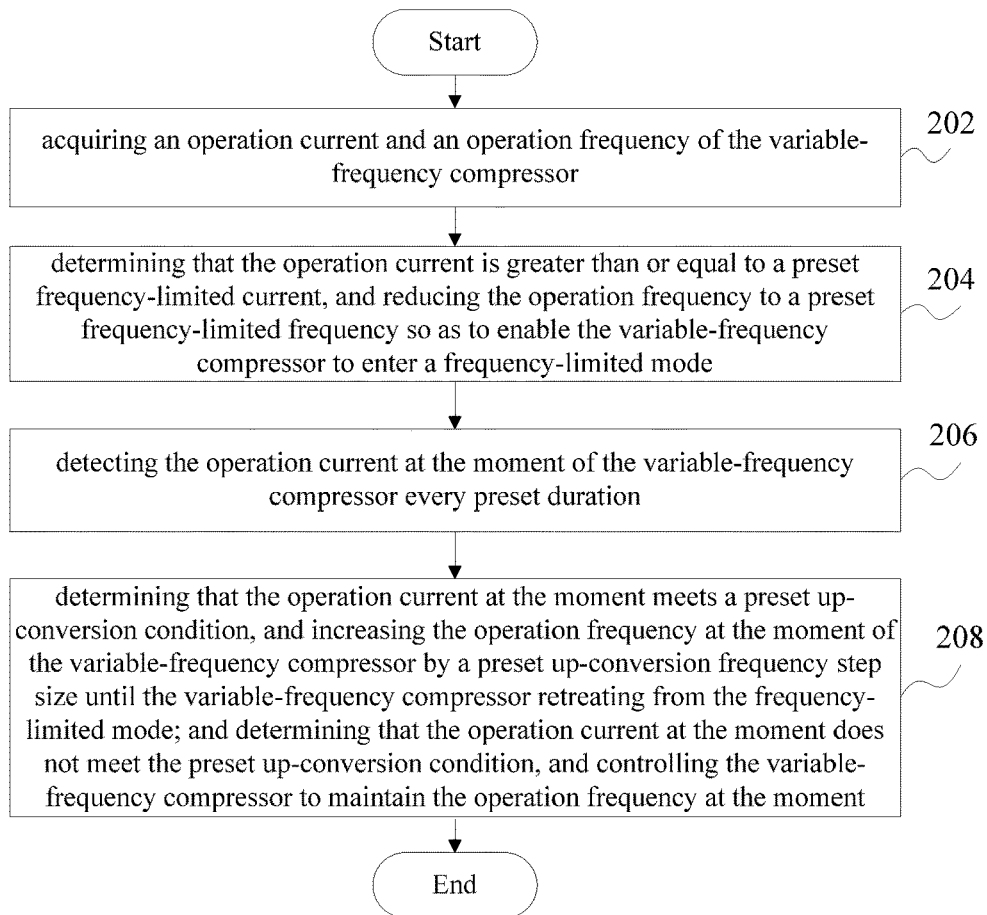 Start
acquiring an operation current and an operation frequency of the variable-
frequency compressor
202
determining that the operation current is greater than or equal to a preset
frequency-limited current, and reducing the operation frequency to a preset
frequency-limited frequency so as to enable the variable-frequency
compressor to enter a frequency-limited mode
204
detecting the operation current at the moment of the variable-frequency
compressor every preset duration
206
determining that the operation current at the moment meets a preset up-
conversion condition, and increasing the operation frequency at the moment of
the variable-frequency compressor by a preset up-conversion frequency step
size until the variable-frequency compressor retreating from the frequency-
limited mode; and determining that the operation current at the moment does
not meet the preset up-conversion condition, and controlling the variable-
frequency compressor to maintain the operation frequency at the moment
208
End